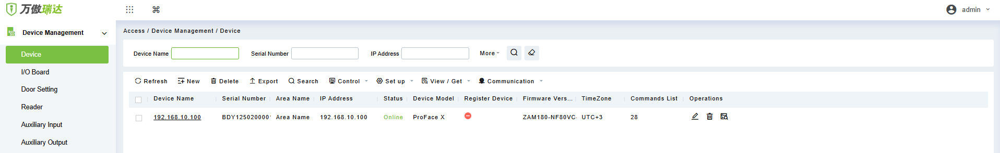 万傲瑞达
admin
Device Management
Device
I/O Board
Door Setting
Reader
Auxiliary Input
Auxiliary Output
Access / Device Management / Device
Device Name Serial Number IP Address More
Refresh New Delete Export Search Control Set up View / Get Communication
Device Name Serial Number Area Name IP Address Status Device Model Register Device Firmware Vers... TimeZone Commands List Operations
192.168.10.100 BDY125020000 Area Name 192.168.10.100 Online ProFace X ZAM180-NF80VC- UTC+3 28